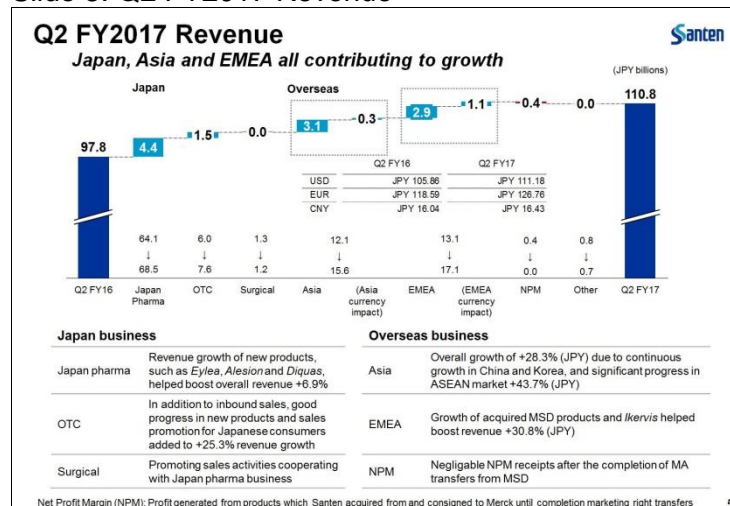 Slide 5: Q2 FY2017 Revenue
Q2 FY2017 Revenue
Santen
Japan, Asia and EMEA all contributing to growth
(JPY billions)
Japan
Overseas
97.8
4.4
1.5
0.0
3.1
0.3
2.9
1.1
-0.4
0.0
110.8
Q2 FY16 Q2 FY17
USD JPY 105.86 JPY 111.18
EUR JPY 118.59 JPY 126.76
CNY JPY 16.04 JPY 16.43
64.1 6.0 1.3 12.1 13.1 0.4 0.8
↓ ↓ ↓ ↓ ↓ ↓ ↓
68.5 7.6 1.2 15.6 17.1 0.0 0.7
Q2 FY16 Japan Pharma OTC Surgical Asia (Asia currency impact) EMEA (EMEA currency impact) NPM Other Q2 FY17
Japan business
Japan pharma
Revenue growth of new products,
such as Eylea, Alesion and Diquas,
helped boost overall revenue +6.9%
OTC
In addition to inbound sales, good
progress in new products and sales
promotion for Japanese consumers
added to +25.3% revenue growth
Surgical
Promoting sales activities cooperating
with Japan pharma business
Overseas business
Asia
Overall growth of +28.3% (JPY) due to continuous
growth in China and Korea, and significant progress in
ASEAN market +43.7% (JPY)
EMEA
Growth of acquired MSD products and Ikervis helped
boost revenue +30.8% (JPY)
NPM
Negligable NPM receipts after the completion of MA
transfers from MSD
Net Profit Margin (NPM): Profit generated from products which Santen acquired from and consigned to Merck until completion marketing right transfers